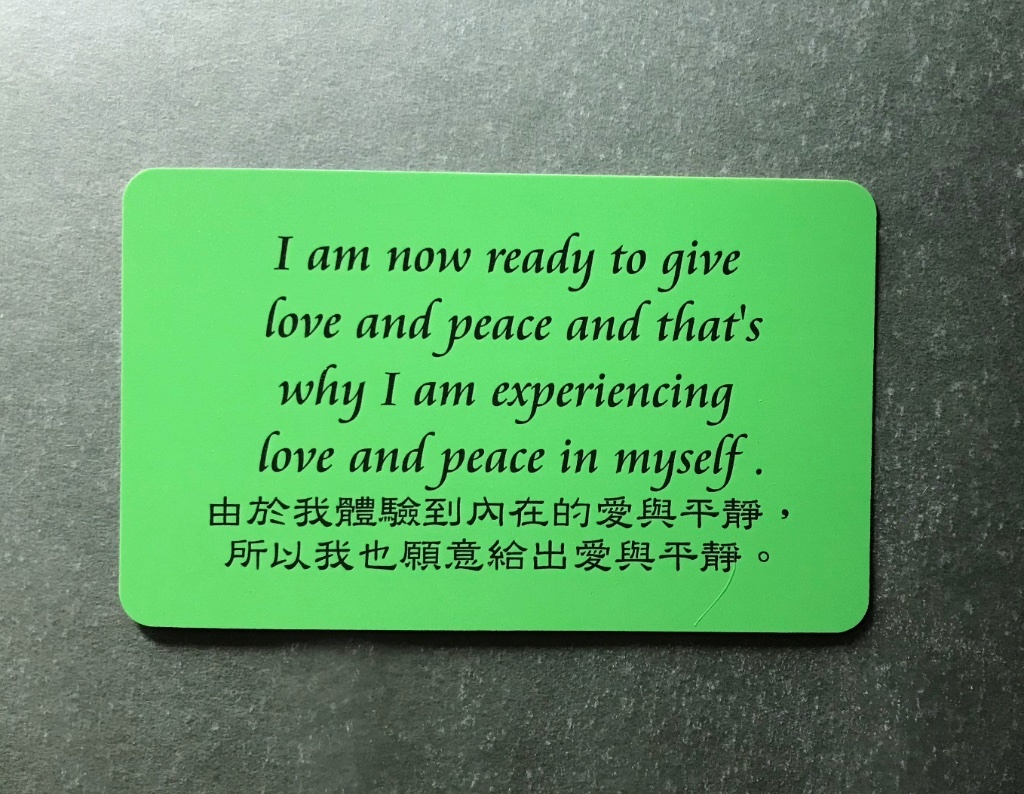 I am now ready to give
love and peace and that's
why I am experiencing
love and peace in myself .
由於我體驗到內在的愛與平靜，
所以我也願意給出愛與平靜。